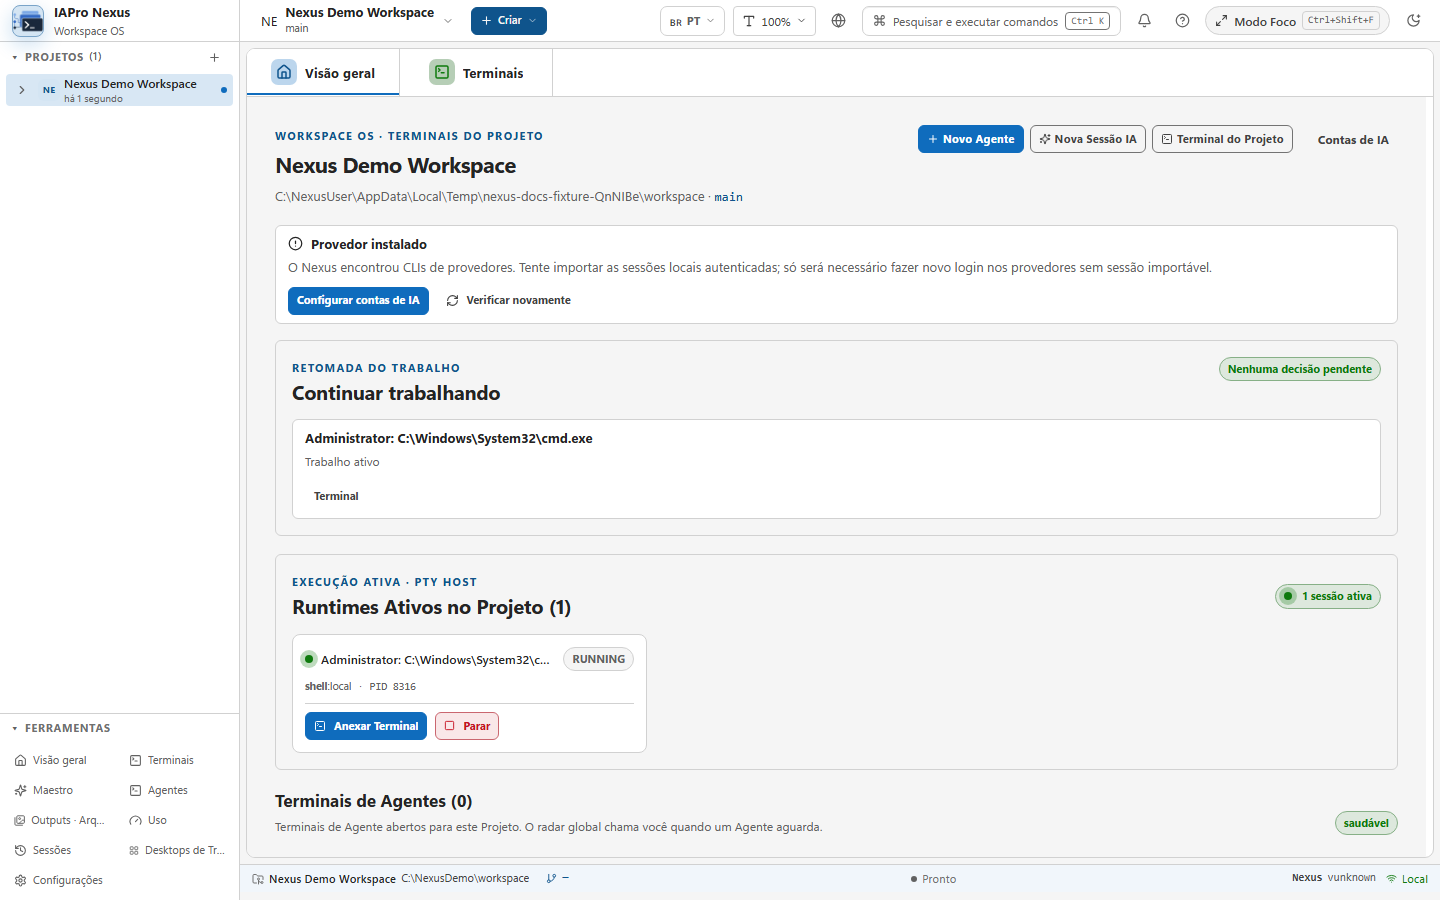 IAPro Nexus
Workspace OS
NE
Nexus Demo Workspace
main
Criar
BR PT
100%
Pesquisar e executar comandos
Ctrl K
Modo Foco
Ctrl+Shift+F
PROJETOS (1)
NE
Nexus Demo Workspace
há 1 segundo
Visão geral
Terminais
WORKSPACE OS · TERMINAIS DO PROJETO
Nexus Demo Workspace
C:\NexusUser\AppData\Local\Temp\nexus-docs-fixture-QnNIBe\workspace · main
Novo Agente
Nova Sessão IA
Terminal do Projeto
Contas de IA
Provedor instalado
O Nexus encontrou CLIs de provedores. Tente importar as sessões locais autenticadas; só será necessário fazer novo login nos provedores sem sessão importável.
Configurar contas de IA
Verificar novamente
RETOMADA DO TRABALHO
Continuar trabalhando
Nenhuma decisão pendente
Administrator: C:\Windows\System32\cmd.exe
Trabalho ativo
Terminal
EXECUÇÃO ATIVA · PTY HOST
Runtimes Ativos no Projeto (1)
1 sessão ativa
Administrator: C:\Windows\System32\c...
RUNNING
shell:local · PID 8316
Anexar Terminal
Parar
Terminais de Agentes (0)
Terminais de Agente abertos para este Projeto. O radar global chama você quando um Agente aguarda.
saudável
FERRAMENTAS
Visão geral
Terminais
Maestro
Agentes
Outputs · Arq...
Uso
Sessões
Desktops de Tr...
Configurações
Nexus Demo Workspace C:\NexusDemo\workspace
–
Pronto
Nexus vunknown
Local